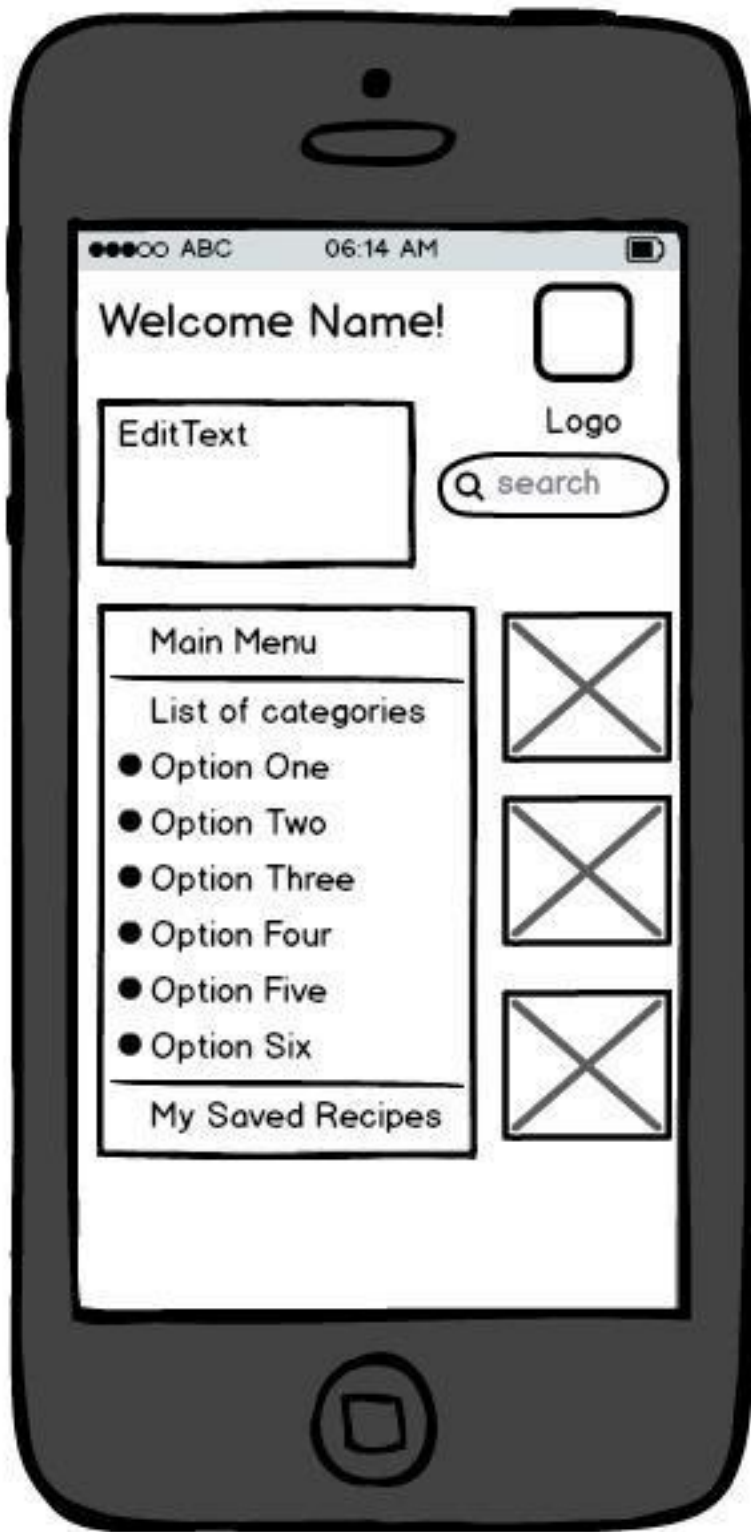 ABC 06:14 AM
Welcome Name!
Logo
EditText
search
Main Menu
List of categories
Option One
Option Two
Option Three
Option Four
Option Five
Option Six
My Saved Recipes